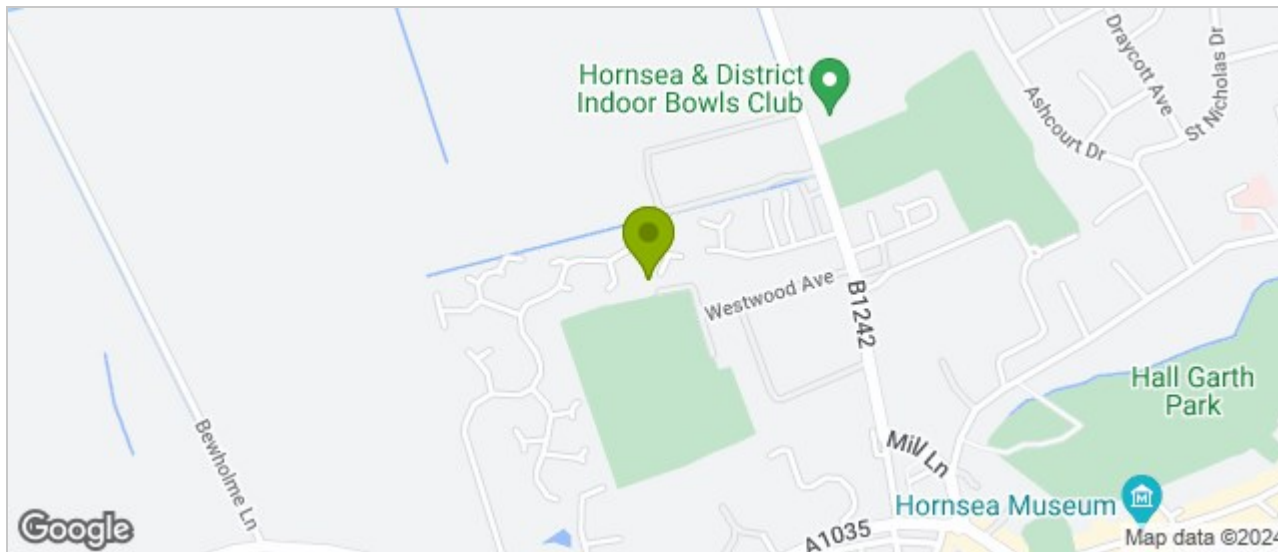 Hornsea & District
Indoor Bowls Club
Draycott Ave
St Nicholas Dr
Ashcourt Dr
Westwood Ave
B1242
Hall Garth
Park
Bewholme Ln
Mill Ln
Hornsea Museum
M
A1035
Google
Map data ©2024